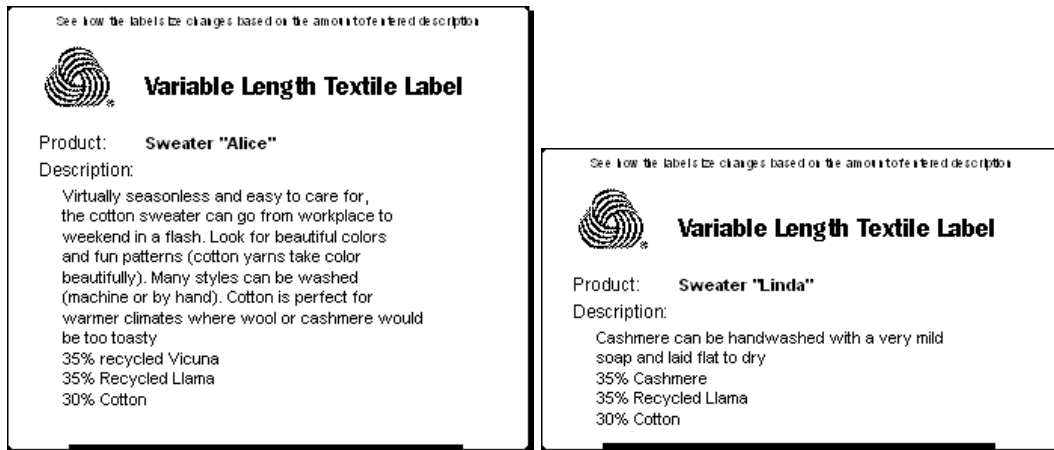 See how the label size changes based on the amount of entered description
Variable Length Textile Label
®
Product: Sweater "Alice"
Description:
Virtually seasonless and easy to care for,
the cotton sweater can go from workplace to
weekend in a flash. Look for beautiful colors
and fun patterns (cotton yarns take color
beautifully). Many styles can be washed
(machine or by hand). Cotton is perfect for
warmer climates where wool or cashmere would
be too toasty
35% recycled Vicuna
35% Recycled Llama
30% Cotton
See how the label size changes based on the amount of entered description
Variable Length Textile Label
®
Product: Sweater "Linda"
Description:
Cashmere can be handwashed with a very mild
soap and laid flat to dry
35% Cashmere
35% Recycled Llama
30% Cotton